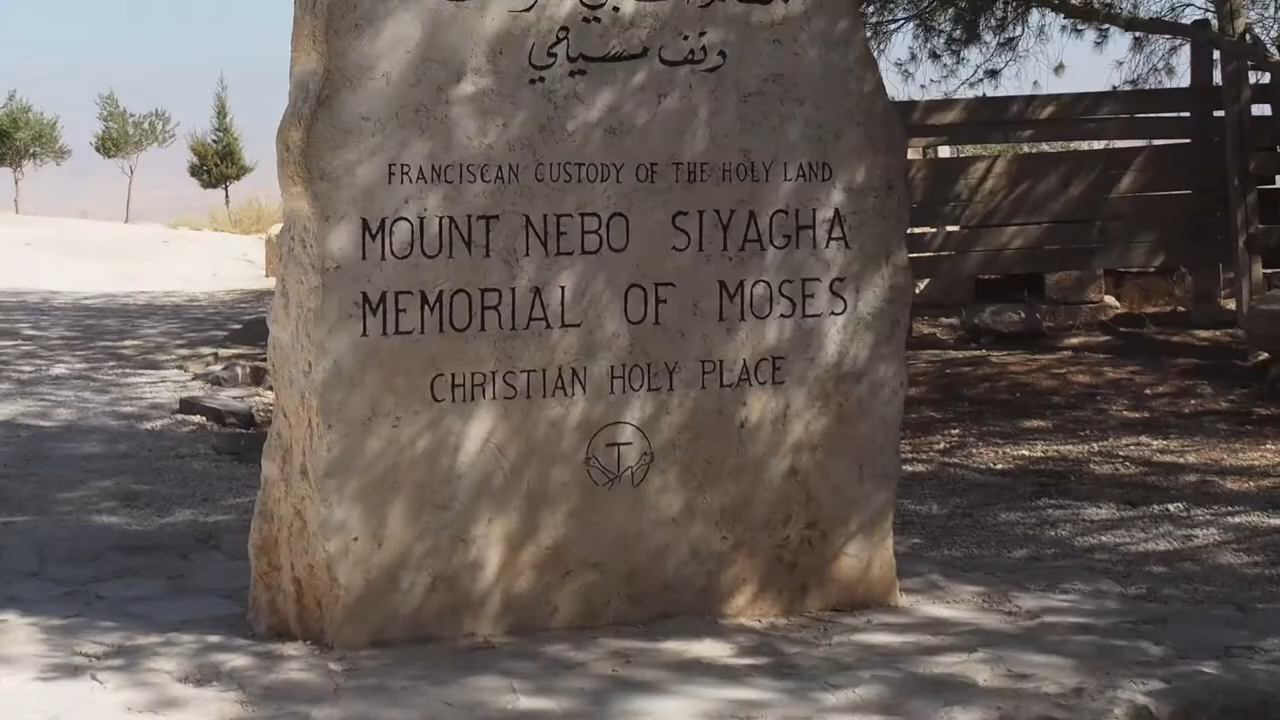 وقف مسيحي
FRANCISCAN CUSTODY OF THE HOLY LAND
MOUNT NEBO SIYAGHA
MEMORIAL OF MOSES
CHRISTIAN HOLY PLACE
T